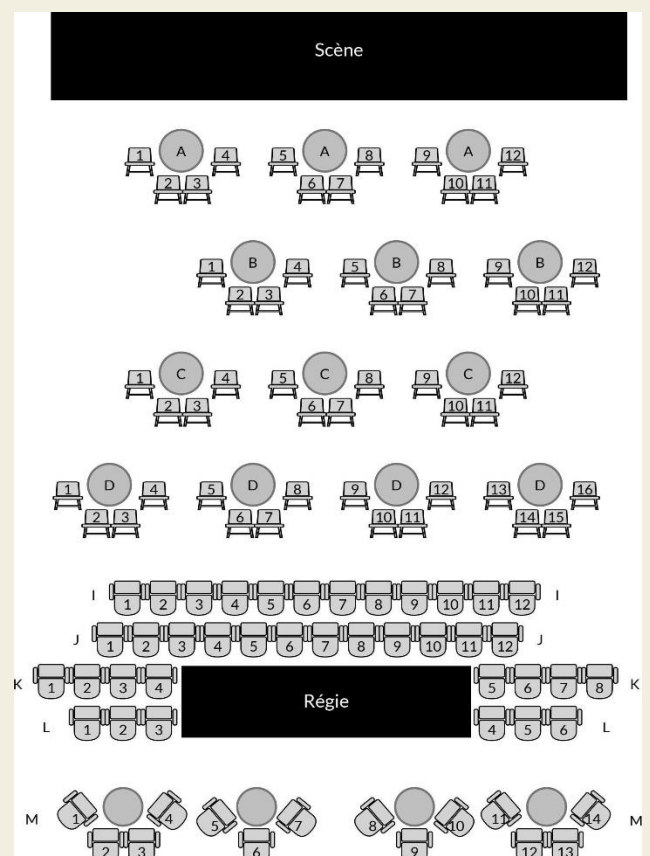 Scène
1 A 4 5 A 8 9 A 12
2 3 6 7 10 11
1 B 4 5 B 8 9 B 12
2 3 6 7 10 11
1 C 4 5 C 8 9 C 12
2 3 6 7 10 11
1 D 4 5 D 8 9 D 12 13 D 16
2 3 6 7 10 11 14 15
I 1 2 3 4 5 6 7 8 9 10 11 12 I
J 1 2 3 4 5 6 7 8 9 10 11 12 J
K 1 2 3 4 5 6 7 8 K
Régie
L 1 2 3 4 5 6 L
M 1 4 5 7 8 10 11 14 M
2 3 6 9 12 13